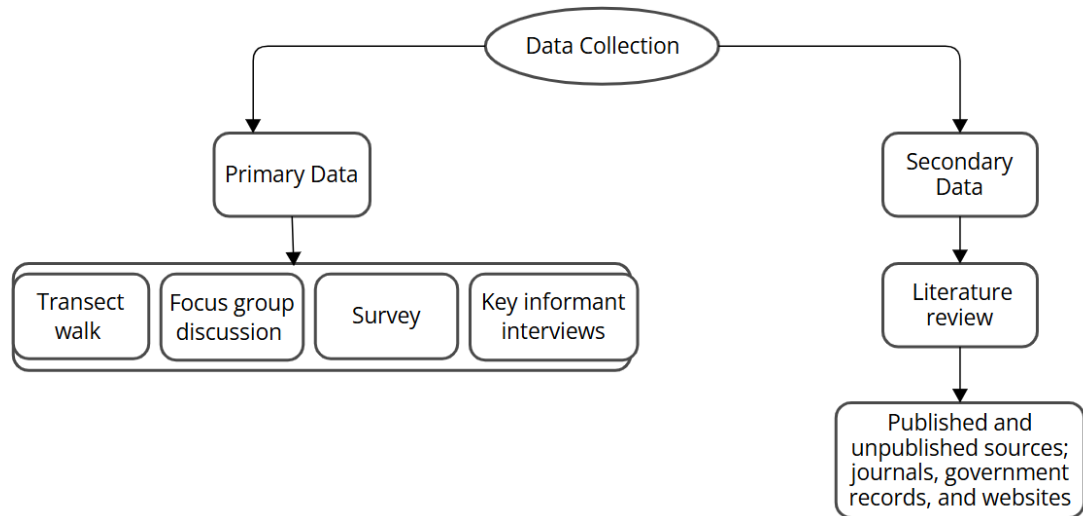 Data Collection
Primary Data
Secondary
Data
Transect
walk
Focus group
discussion
Survey
Key informant
interviews
Literature
review
Published and
unpublished sources;
journals, government
records, and websites